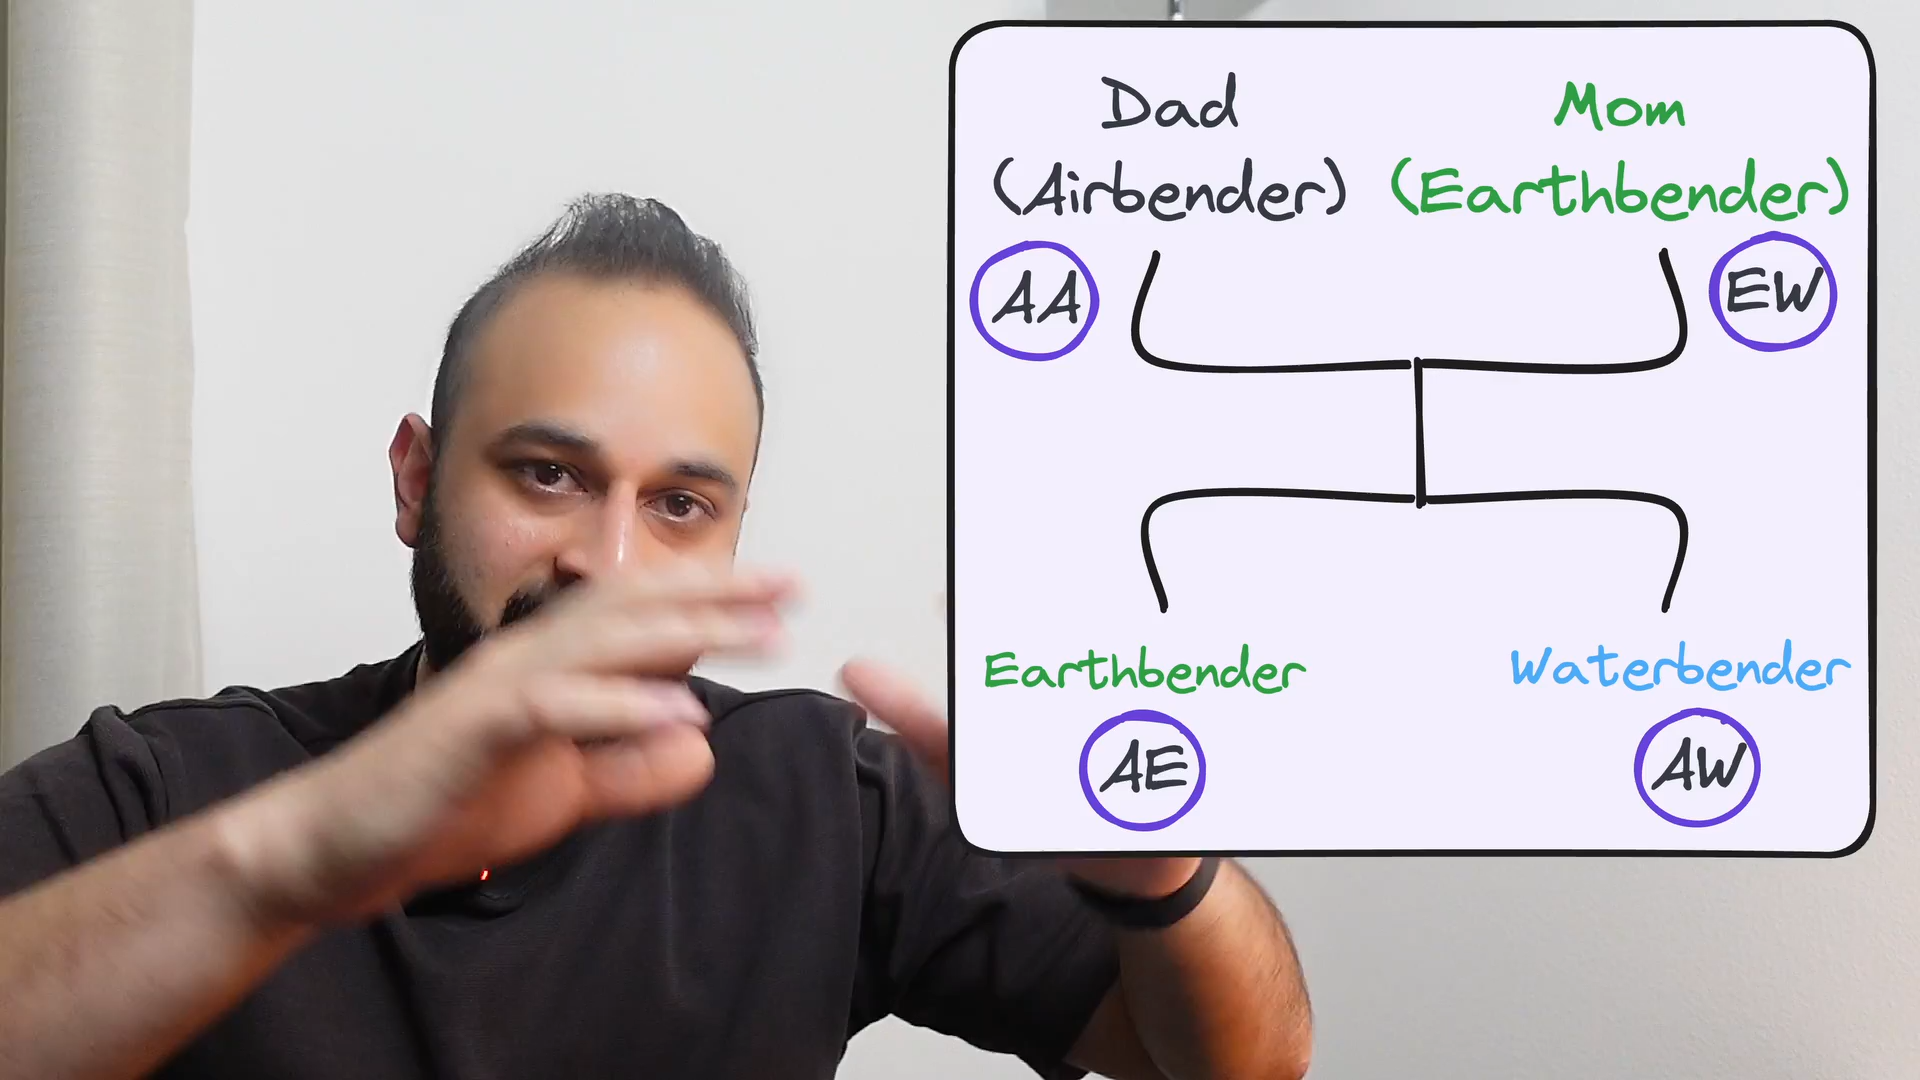 Dad
(Airbender)
AA
Mom
(Earthbender)
EW
Earthbender
AE
Waterbender
AW